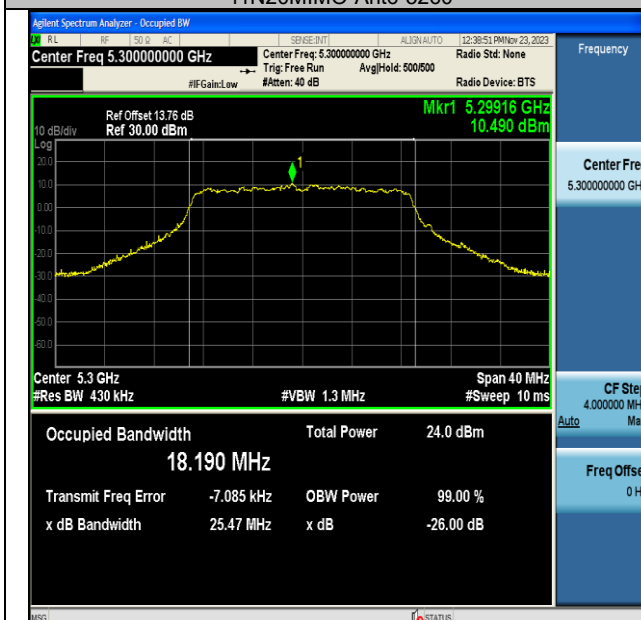 Agilent Spectrum Analyzer - Occupied BW
RL RF 50 Ω AC SENSE:INT ALIGN AUTO 12:38:51 PM Nov 23, 2023
Center Freq 5.300000000 GHz Center Freq: 5.300000000 GHz Radio Std: None
Trig: Free Run Avg|Hold: 500/500
#IFGain:Low #Atten: 40 dB Radio Device: BTS
Frequency
Ref Offset 13.76 dB Mkr1 5.29916 GHz
10 dB/div Ref 30.00 dBm 10.490 dBm
Log
20.0
1
10.0
0.00
-10.0
-20.0
-30.0
-40.0
-50.0
-60.0
Center 5.3 GHz Span 40 MHz
#Res BW 430 kHz #VBW 1.3 MHz #Sweep 10 ms
Center Fre
5.300000000 GH
CF Ste
4.000000 MH
Auto Ma
Freq Offse
0 H
Occupied Bandwidth Total Power 24.0 dBm
18.190 MHz
Transmit Freq Error -7.085 kHz OBW Power 99.00 %
x dB Bandwidth 25.47 MHz x dB -26.00 dB
MSG STATUS